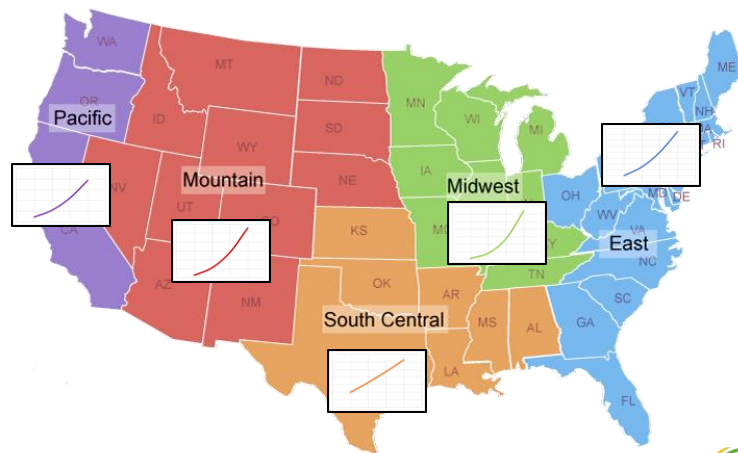 WA
ME
MT
ND
VT
MN
OR
NH
Pacific
ID
WI
MI
SD
RI
WY
IA
NE
Mountain
Midwest
NV
OH
MD
DE
UT
WV
CA
KS
KY
VA
East
NC
TN
AZ
OK
AR
NM
SC
South Central
MS
AL
GA
LA
FL